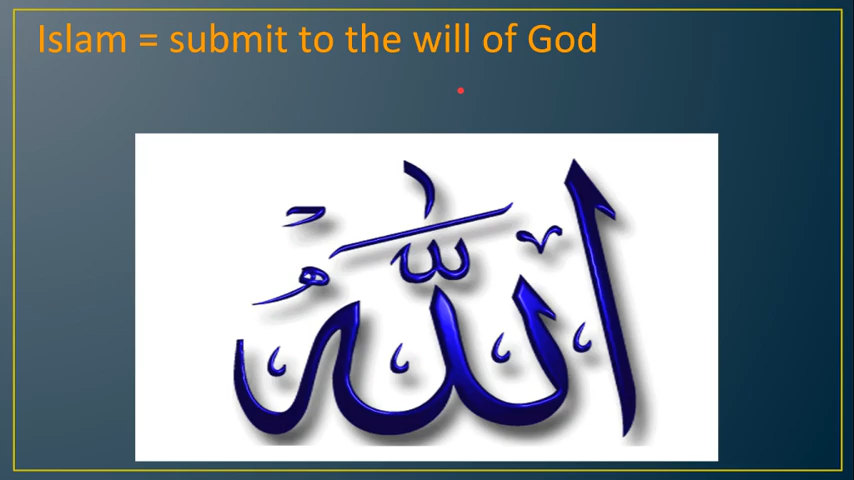 Islam = submit to the will of God
الله